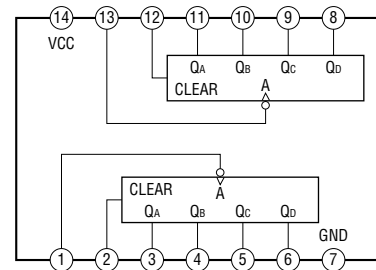 14 13 12 11 10 9 8
VCC
QA QB QC QD
CLEAR A
CLEAR A
QA QB QC QD
GND
1 2 3 4 5 6 7